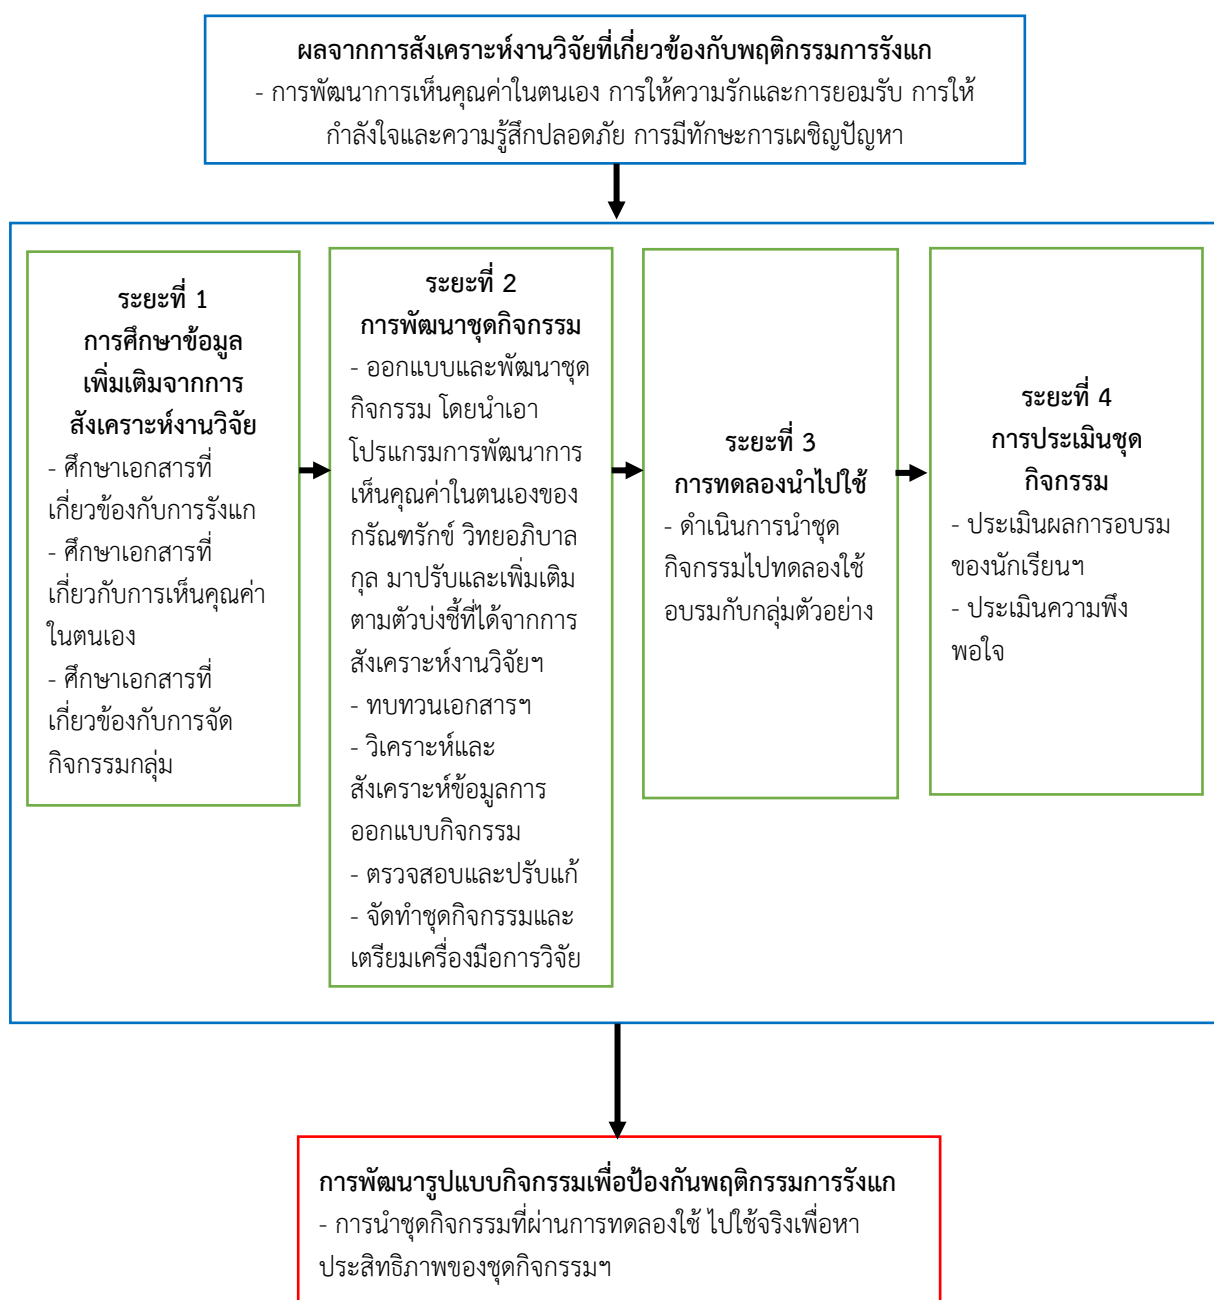 ผลจากการสังเคราะห์งานวิจัยที่เกี่ยวข้องกับพฤติกรรมการรังแก
- การพัฒนาการเห็นคุณค่าในตนเอง การให้ความรักและการยอมรับ การให้
กำลังใจและความรู้สึกปลอดภัย การมีทักษะการเผชิญปัญหา
ระยะที่ 1
การศึกษาข้อมูล
เพิ่มเติมจากการ
สังเคราะห์งานวิจัย
- ศึกษาเอกสารที่
เกี่ยวข้องกับการรังแก
- ศึกษาเอกสารที่
เกี่ยวกับการเห็นคุณค่า
ในตนเอง
- ศึกษาเอกสารที่
เกี่ยวข้องกับการจัด
กิจกรรมกลุ่ม
ระยะที่ 2
การพัฒนาชุดกิจกรรม
- ออกแบบและพัฒนาชุด
กิจกรรม โดยนำเอา
โปรแกรมการพัฒนาการ
เห็นคุณค่าในตนเองของ
กรัณฑรักข์ วิทยอภิบาล
กุล มาปรับและเพิ่มเติม
ตามตัวบ่งชี้ที่ได้จากการ
สังเคราะห์งานวิจัยฯ
- ทบทวนเอกสารฯ
- วิเคราะห์และ
สังเคราะห์ข้อมูลการ
ออกแบบกิจกรรม
- ตรวจสอบและปรับแก้
- จัดทำชุดกิจกรรมและ
เตรียมเครื่องมือการวิจัย
ระยะที่ 3
การทดลองนำไปใช้
- ดำเนินการนำชุด
กิจกรรมไปทดลองใช้
อบรมกับกลุ่มตัวอย่าง
ระยะที่ 4
การประเมินชุด
กิจกรรม
- ประเมินผลการอบรม
ของนักเรียนฯ
- ประเมินความพึง
พอใจ
การพัฒนารูปแบบกิจกรรมเพื่อป้องกันพฤติกรรมการรังแก
- การนำชุดกิจกรรมที่ผ่านการทดลองใช้ ไปใช้จริงเพื่อหา
ประสิทธิภาพของชุดกิจกรรมฯ